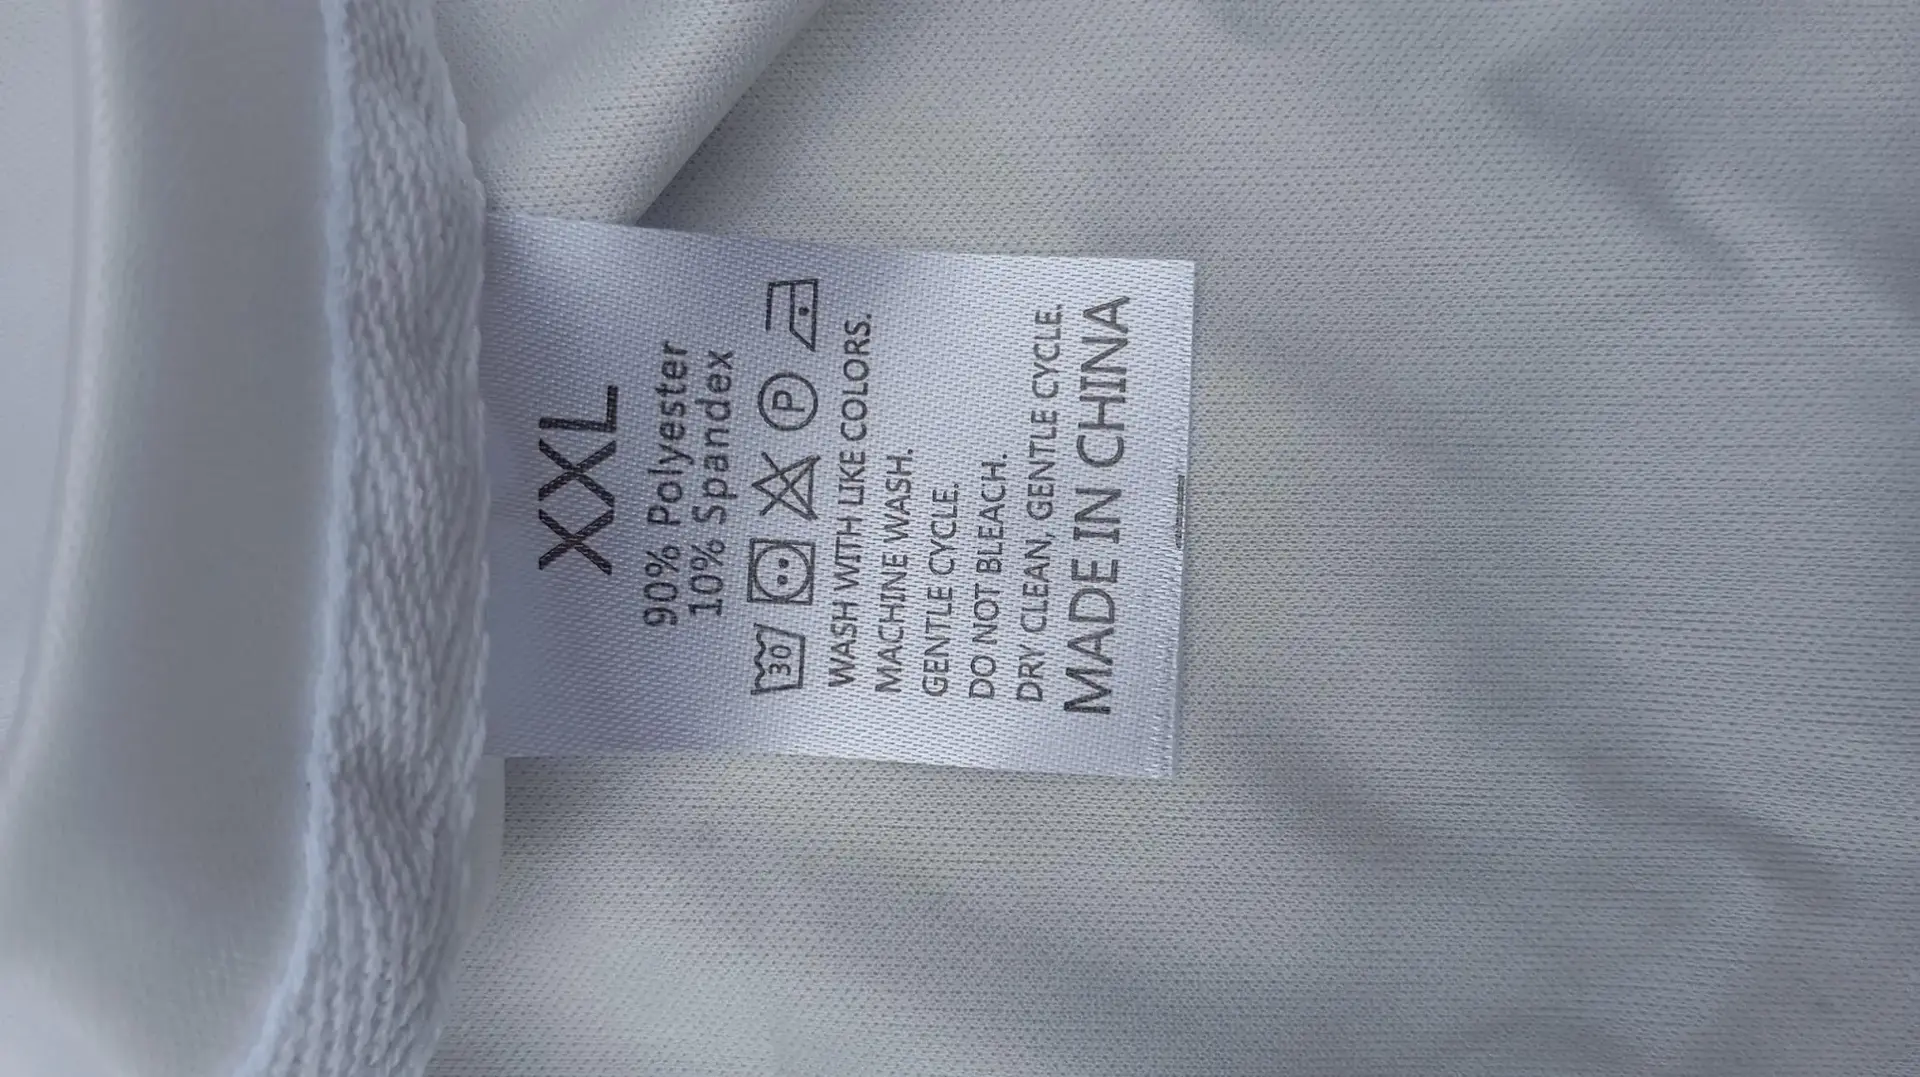 XXL
90% Polyester
10% Spandex
30 P
WASH WITH LIKE COLORS.
MACHINE WASH.
GENTLE CYCLE.
DO NOT BLEACH.
DRY CLEAN, GENTLE CYCLE.
MADE IN CHINA